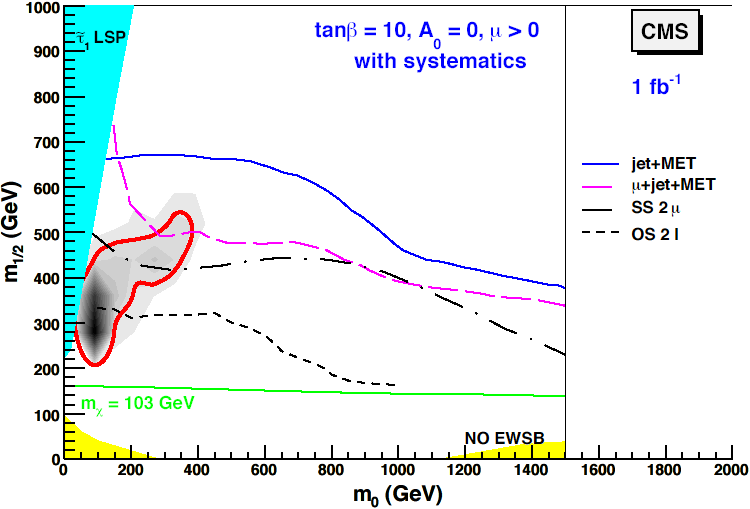 tanβ = 10, A₀ = 0, μ > 0
with systematics
CMS
1 fb⁻¹
τ̃₁ LSP
jet+MET
μ+jet+MET
SS 2 μ
OS 2 l
mχ = 103 GeV
NO EWSB
m₁/₂ (GeV)
1000
900
800
700
600
500
400
300
200
100
0
0 200 400 600 800 1000 1200 1400 1600 1800 2000
m₀ (GeV)